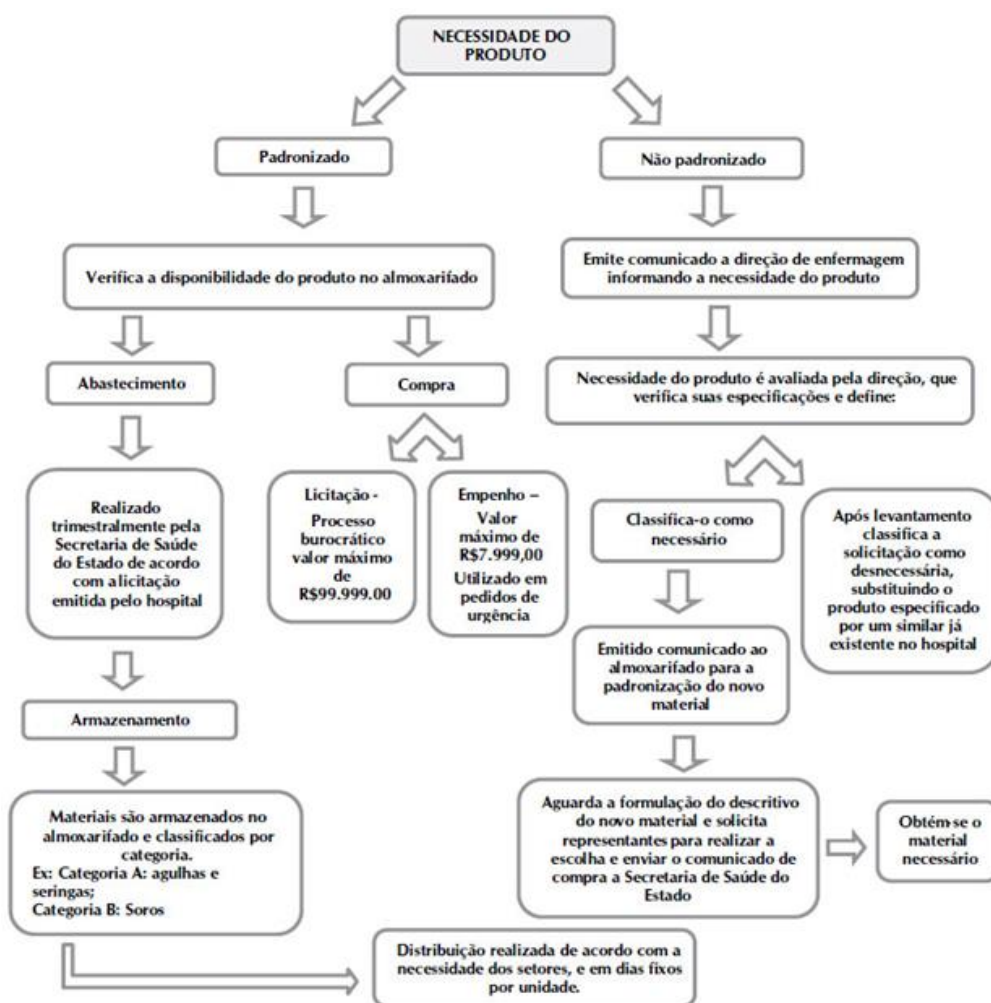 NECESSIDADE DO
PRODUTO
Padronizado
Não padronizado
Verifica a disponibilidade do produto no almoxarifado
Emite comunicado a direção de enfermagem
informando a necessidade do produto
Abastecimento
Compra
Necessidade do produto é avaliada pela direção, que
verifica suas especificações e define:
Realizado
trimestralmente pela
Secretaria de Saúde
do Estado de acordo
com a licitação
emitida pelo hospital
Licitação -
Processo
burocrático
valor máximo
de
R$99.999.00
Empenho –
Valor
máximo de
R$7.999,00
Utilizado em
pedidos de
urgência
Classifica-o como
necessário
Após levantamento
classifica a
solicitação como
desnecessária,
substituindo o
produto especificado
por um similar já
existente no hospital
Emitido comunicado ao
almoxarifado para a
padronização do novo
material
Armazenamento
Materiais são armazenados no
almoxarifado e classificados por
categoria.
Ex: Categoria A: agulhas e
seringas;
Categoria B: Soros
Aguarda a formulação do descritivo
do novo material e solicita
representantes para realizar a
escolha e enviar o comunicado de
compra a Secretaria de Saúde do
Estado
Obtém-se o
material
necessário
Distribuição realizada de acordo com a
necessidade dos setores, e em dias fixos
por unidade.